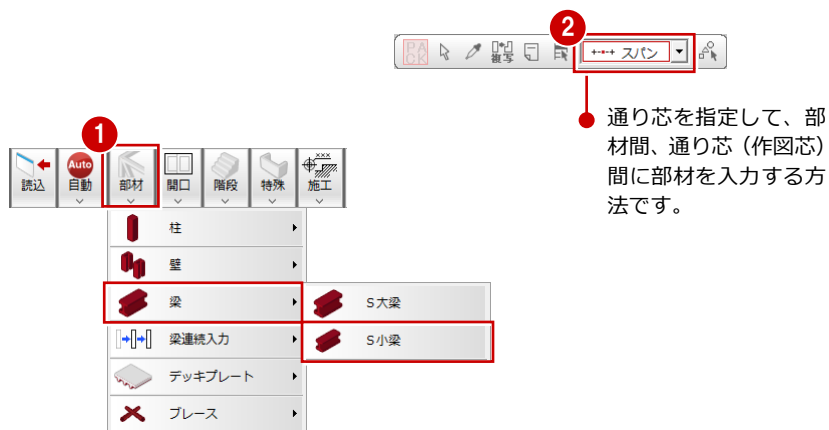 2
PACK
複写
スパン
通り芯を指定して、部
材間、通り芯（作図芯）
間に部材を入力する方
法です。
1
Auto
×××
読込
自動
部材
開口
階段
特殊
施工
柱
壁
梁
S大梁
梁連続入力
S小梁
デッキプレート
ブレース